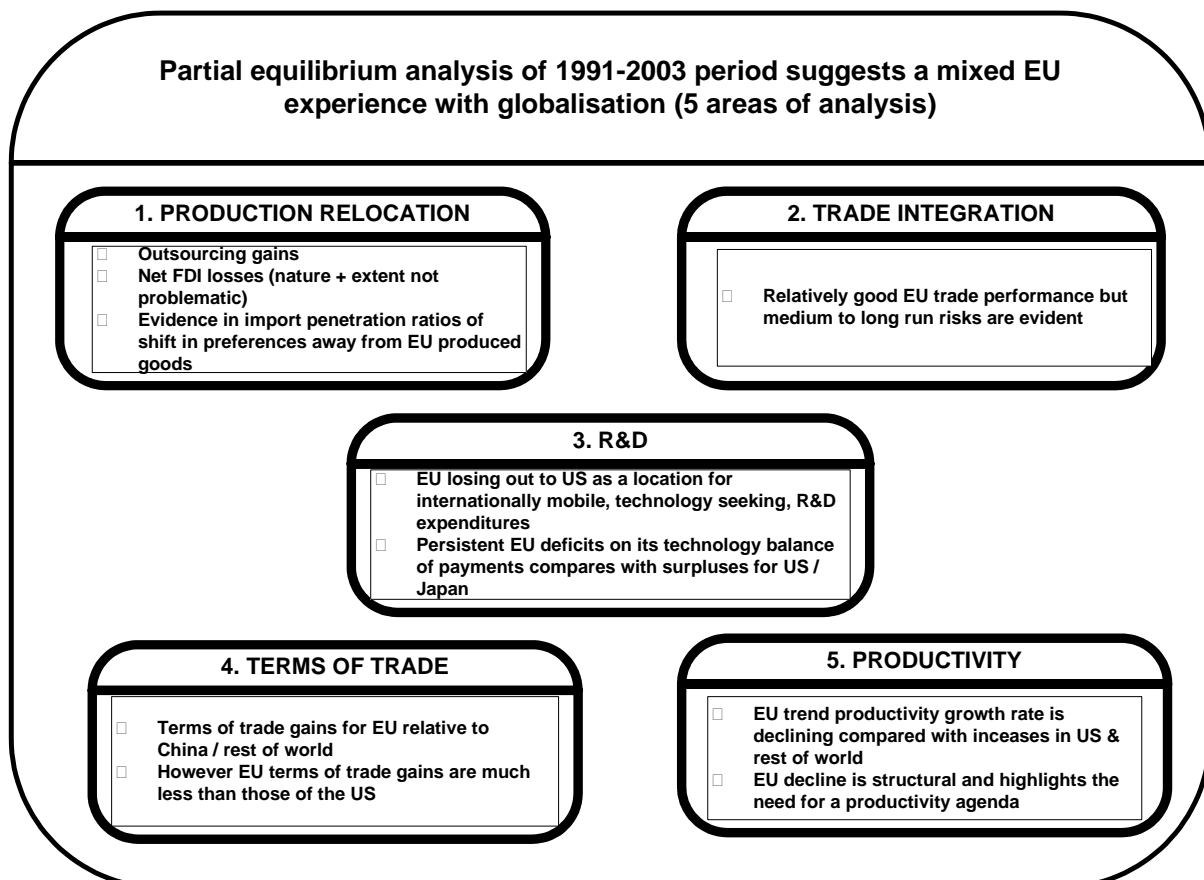 Partial equilibrium analysis of 1991-2003 period suggests a mixed EU
experience with globalisation (5 areas of analysis)
1. PRODUCTION RELOCATION
Outsourcing gains
Net FDI losses (nature + extent not
problematic)
Evidence in import penetration ratios of
shift in preferences away from EU produced
goods
2. TRADE INTEGRATION
Relatively good EU trade performance but
medium to long run risks are evident
3. R&D
EU losing out to US as a location for
internationally mobile, technology seeking, R&D
expenditures
Persistent EU deficits on its technology balance
of payments compares with surpluses for US /
Japan
4. TERMS OF TRADE
Terms of trade gains for EU relative to
China / rest of world
However EU terms of trade gains are much
less than those of the US
5. PRODUCTIVITY
EU trend productivity growth rate is
declining compared with inceases in US &
rest of world
EU decline is structural and highlights the
need for a productivity agenda